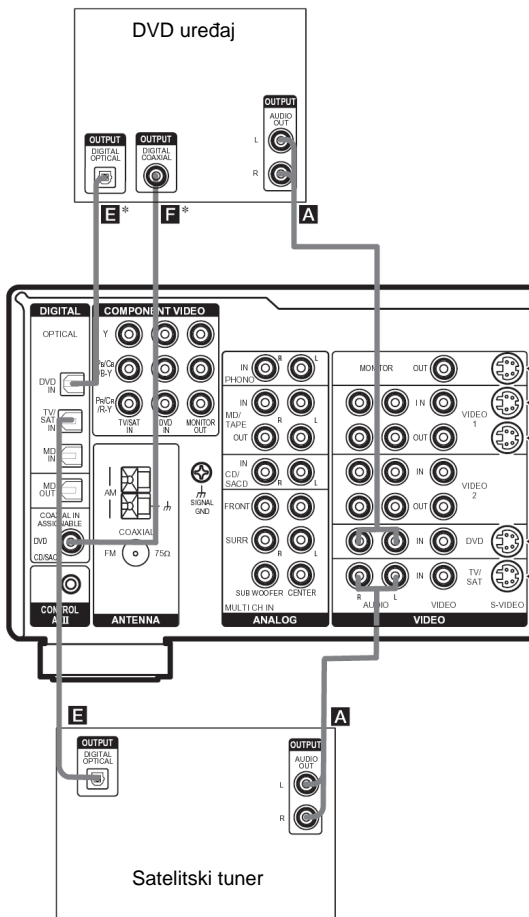 DVD uređaj
OUTPUT
AUDIO OUT
L
R
OUTPUT
DIGITAL OPTICAL
OUTPUT
DIGITAL COAXIAL
E*
F*
A
DIGITAL
OPTICAL
DVD IN
TV/ SAT IN
MD IN
MD OUT
COAXIAL IN ASSIGNABLE
DVD
CONTROL
COMPONENT VIDEO
Y
PB/CB /B-Y
PR/CR /R-Y
TV/SAT IN
DVD IN
MONITOR OUT
AM
SIGNAL GND
COAXIAL
FM
75Ω
ANTENNA
IN
R
L
PHONO
IN
MD/ TAPE
R
L
OUT
IN
CD/ SACD
R
L
FRONT
SURR
R
L
SUB WOOFER
CENTER
MULTI CH IN
ANALOG
MONITOR
OUT
IN
VIDEO 1
OUT
IN
VIDEO 2
OUT
IN
DVD
IN
TV/ SAT
R
L
AUDIO
VIDEO
S-VIDEO
VIDEO
E
A
OUTPUT
DIGITAL OPTICAL
OUTPUT
AUDIO OUT
L
R
Satelitski tuner